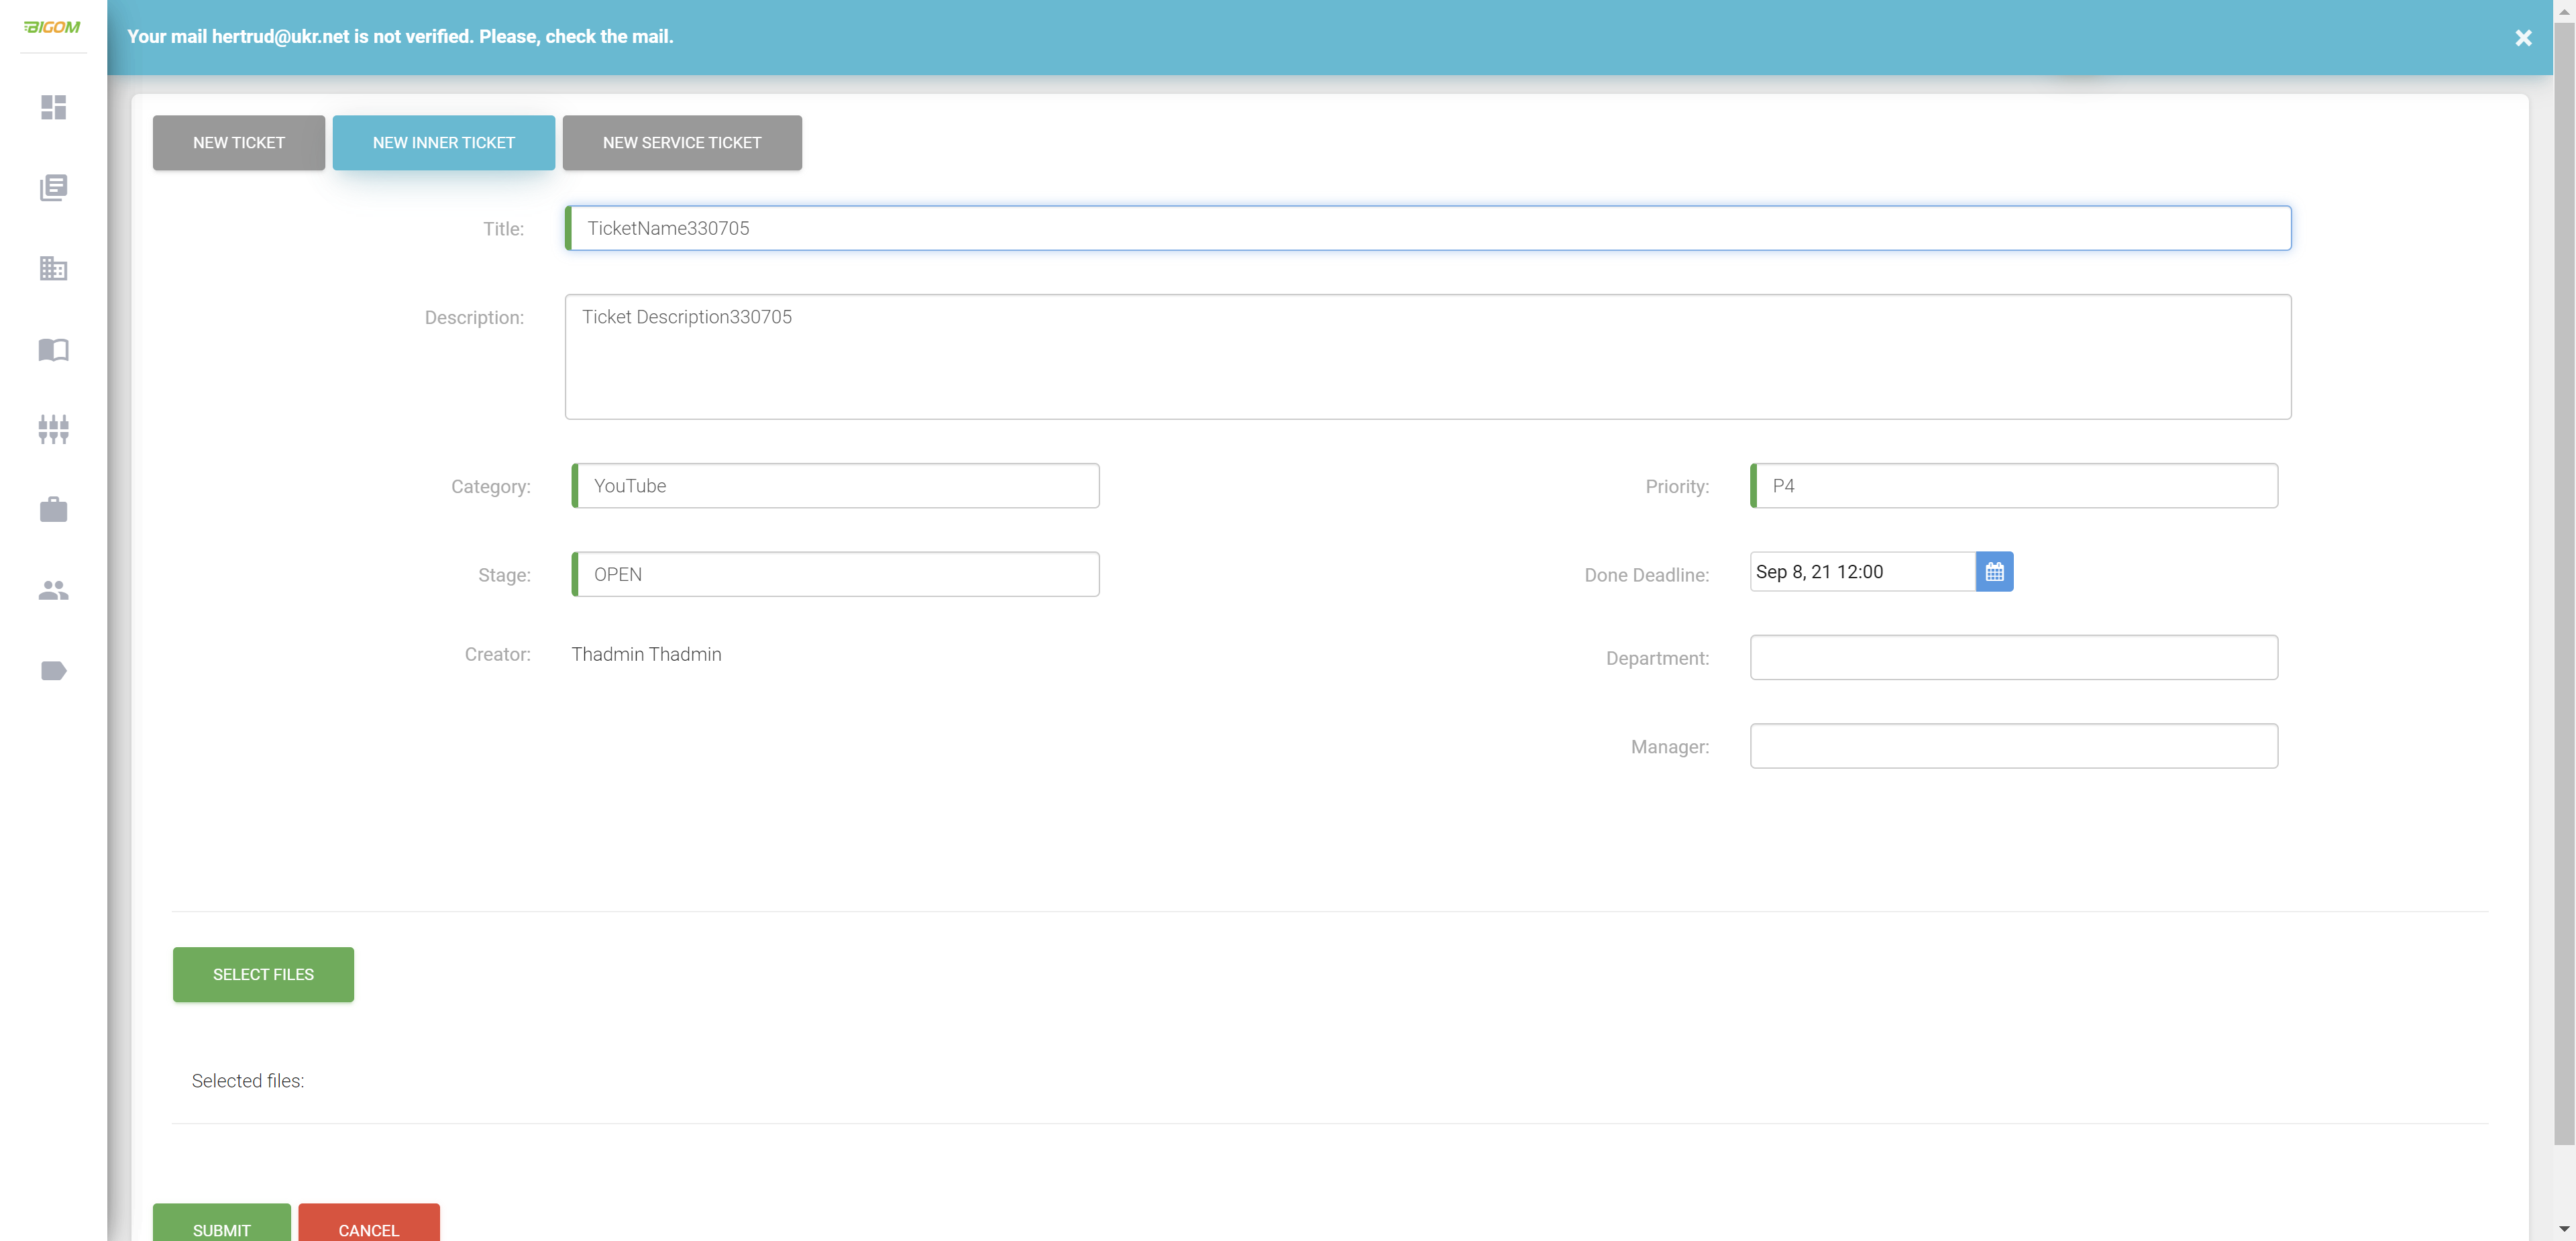 BIGOM
Your mail hertrud@ukr.net is not verified. Please, check the mail.
NEW TICKET
NEW INNER TICKET
NEW SERVICE TICKET
Title:
TicketName330705
Description:
Ticket Description330705
Category:
YouTube
Priority:
P4
Stage:
OPEN
Done Deadline:
Sep 8, 21 12:00
Creator:
Thadmin Thadmin
Department:
Manager:
SELECT FILES
Selected files:
SUBMIT
CANCEL